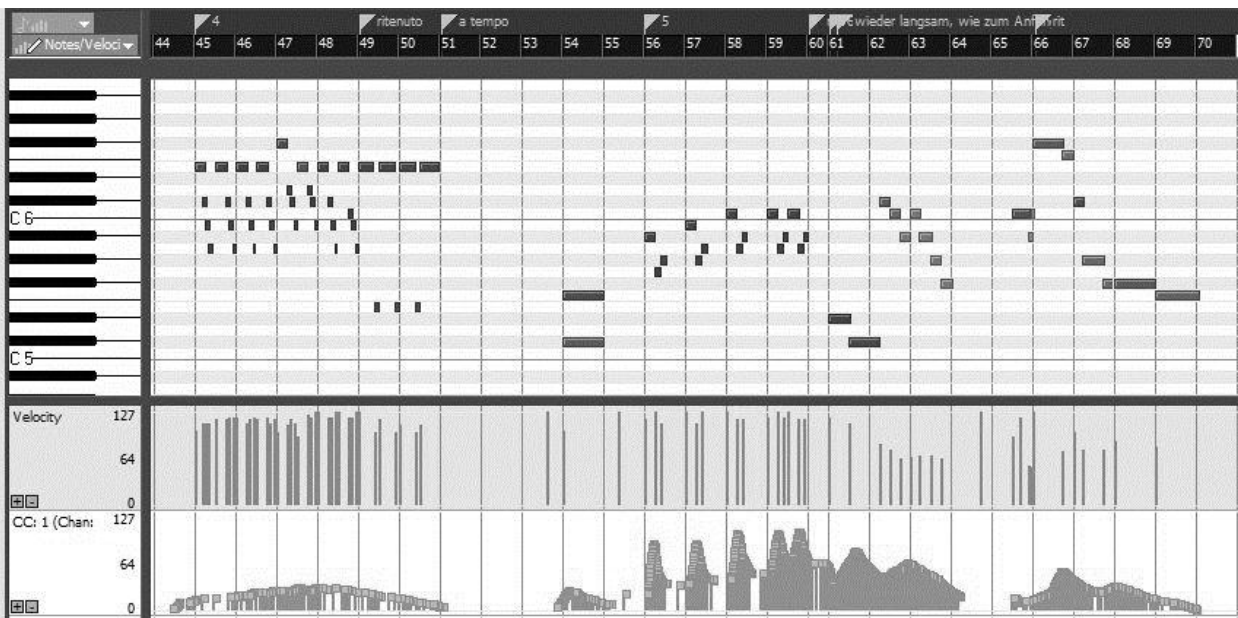 4 ritenuto a tempo 5 wieder langsam, wie zum rit
Notes/Veloci 44 45 46 47 48 49 50 51 52 53 54 55 56 57 58 59 60 61 62 63 64 65 66 67 68 69 70
C 6
C 5
Velocity 127
64
0
CC: 1 (Chan: 127
64
0